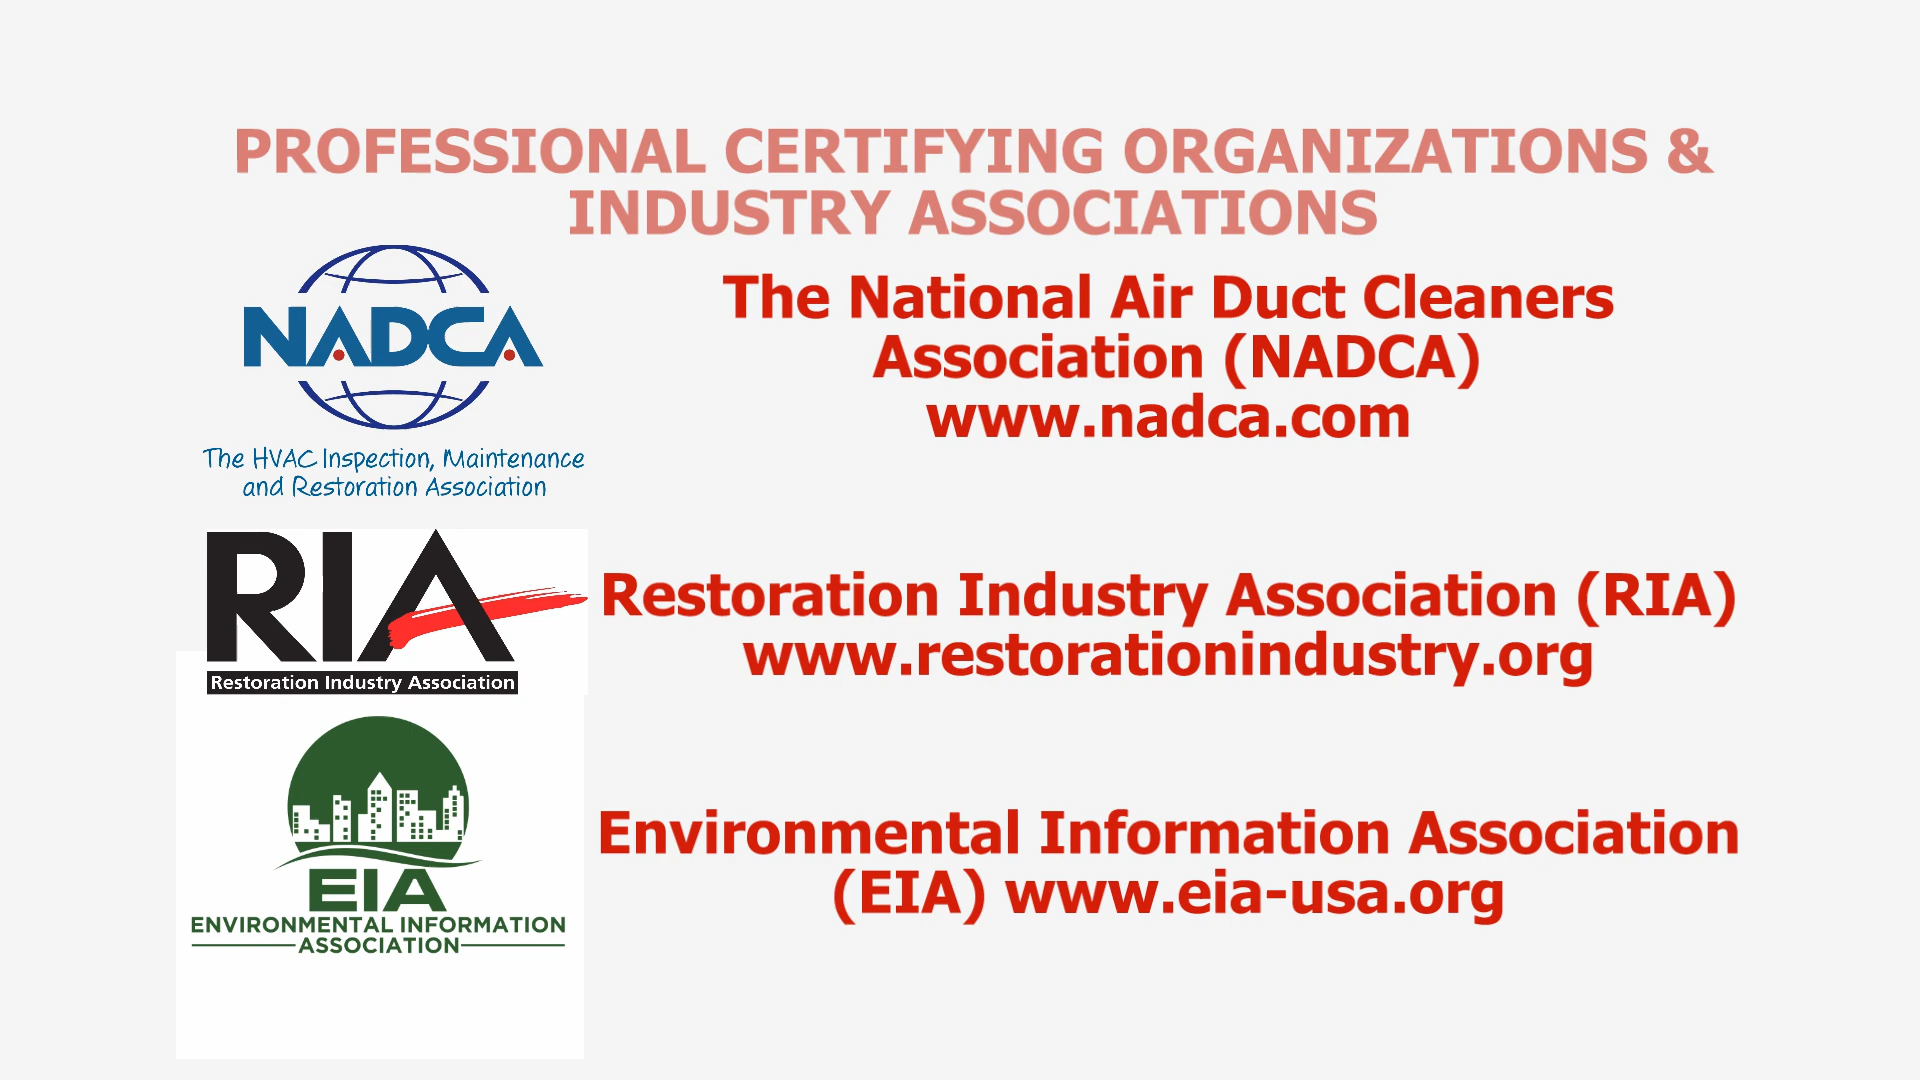 PROFESSIONAL CERTIFYING ORGANIZATIONS &
INDUSTRY ASSOCIATIONS
NADCA
The HVAC Inspection, Maintenance
and Restoration Association
The National Air Duct Cleaners
Association (NADCA)
www.nadca.com
RIA
Restoration Industry Association
Restoration Industry Association (RIA)
www.restorationindustry.org
EIA
ENVIRONMENTAL INFORMATION
ASSOCIATION
Environmental Information Association
(EIA) www.eia-usa.org